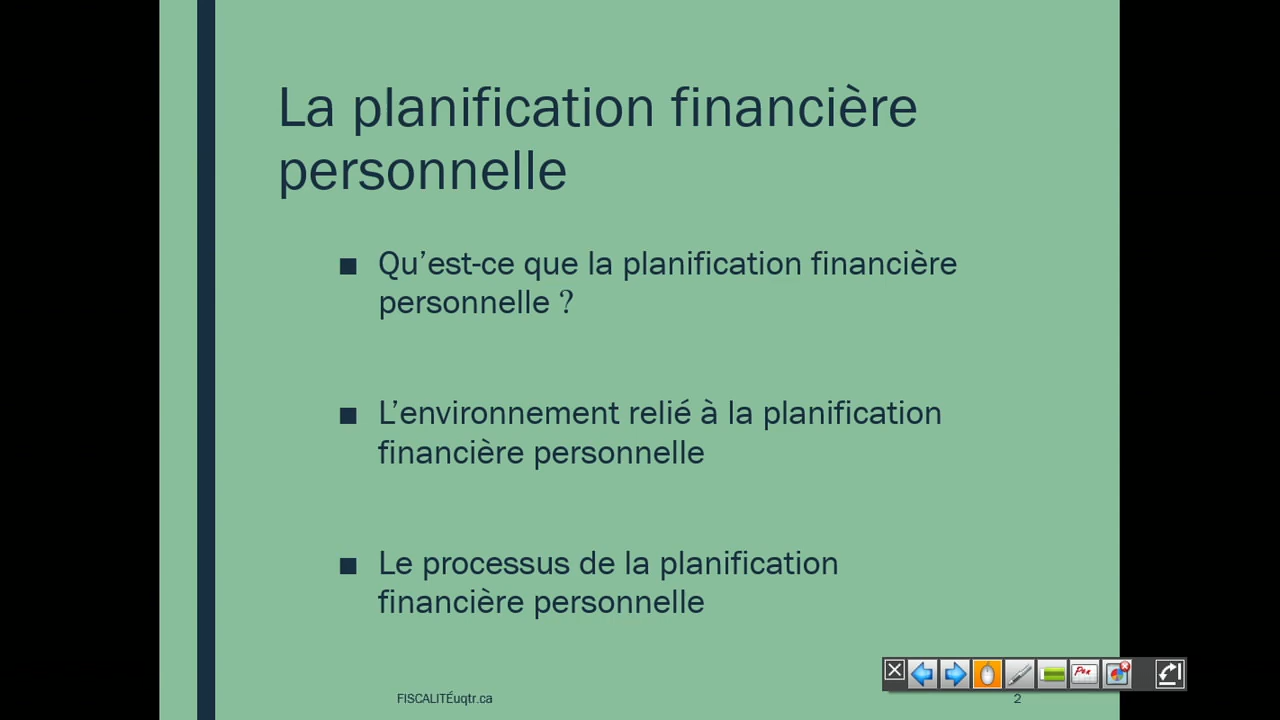 La planification financière
personnelle
■ Qu’est-ce que la planification financière
personnelle ?
■ L’environnement relié à la planification
financière personnelle
■ Le processus de la planification
financière personnelle
FISCALITÉuqtr.ca
2
Pen